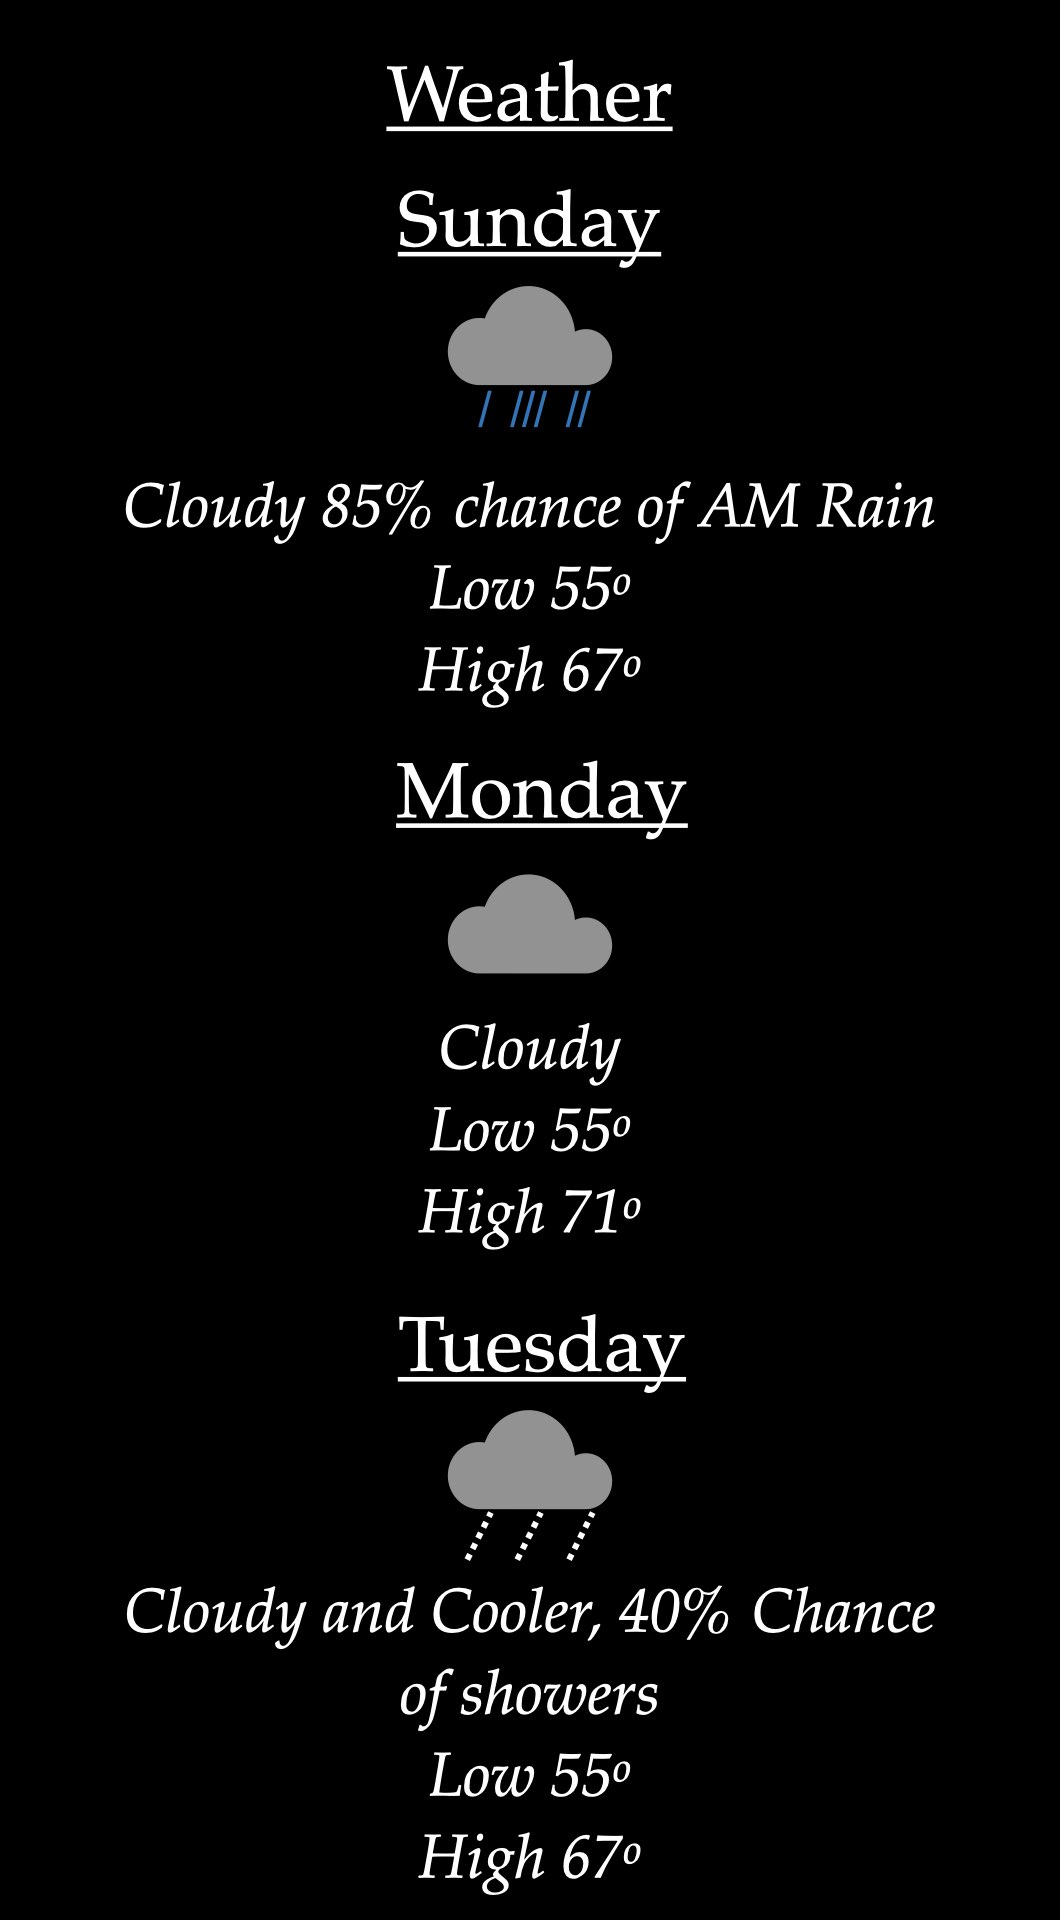 Weather
Sunday
Cloudy 85% chance of AM Rain
Low 55º
High 67º
Monday
Cloudy
Low 55º
High 71º
Tuesday
Cloudy and Cooler, 40% Chance
of showers
Low 55º
High 67º